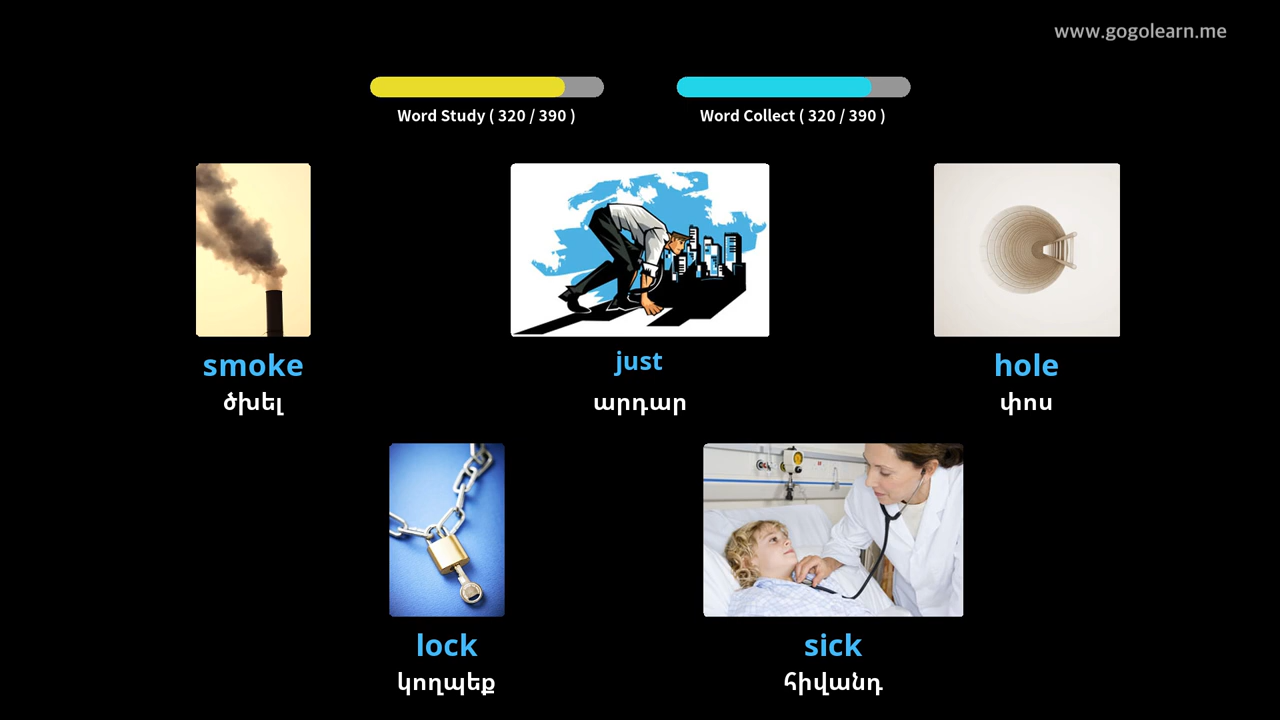 www.gogolearn.me
Word Study ( 320 / 390 )
Word Collect ( 320 / 390 )
smoke
ծխել
just
արդար
hole
փոս
lock
կողպեք
sick
հիվանդ